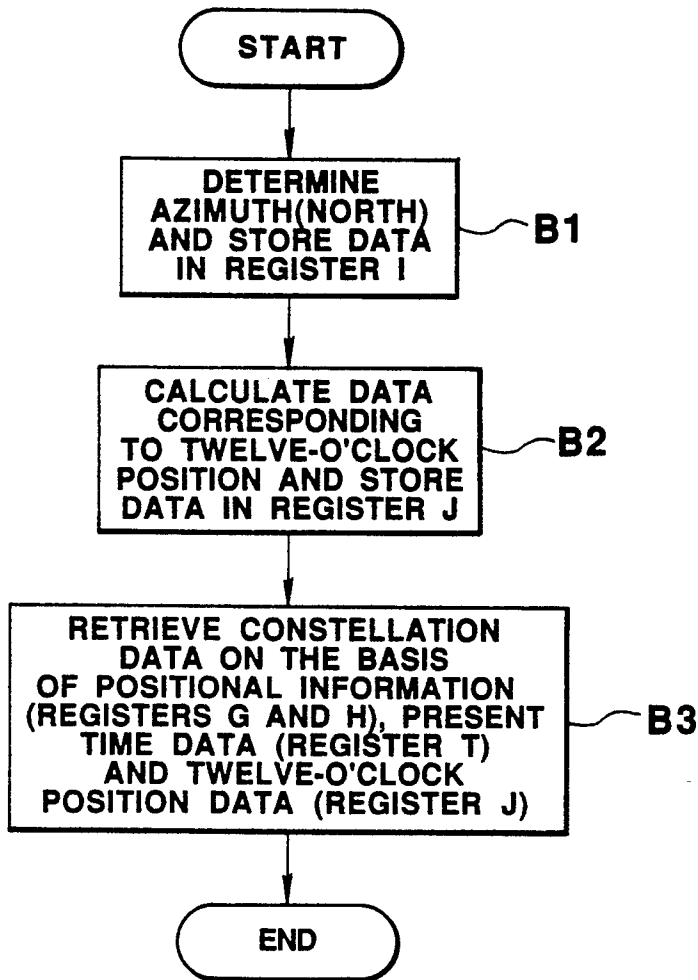 START
DETERMINE
AZIMUTH(NORTH)
AND STORE DATA
IN REGISTER I
B1
CALCULATE DATA
CORRESPONDING
TO TWELVE-O'CLOCK
POSITION AND STORE
DATA IN REGISTER J
B2
RETRIEVE CONSTELLATION
DATA ON THE BASIS
OF POSITIONAL INFORMATION
(REGISTERS G AND H), PRESENT
TIME DATA (REGISTER T)
AND TWELVE-O'CLOCK
POSITION DATA (REGISTER J)
B3
END